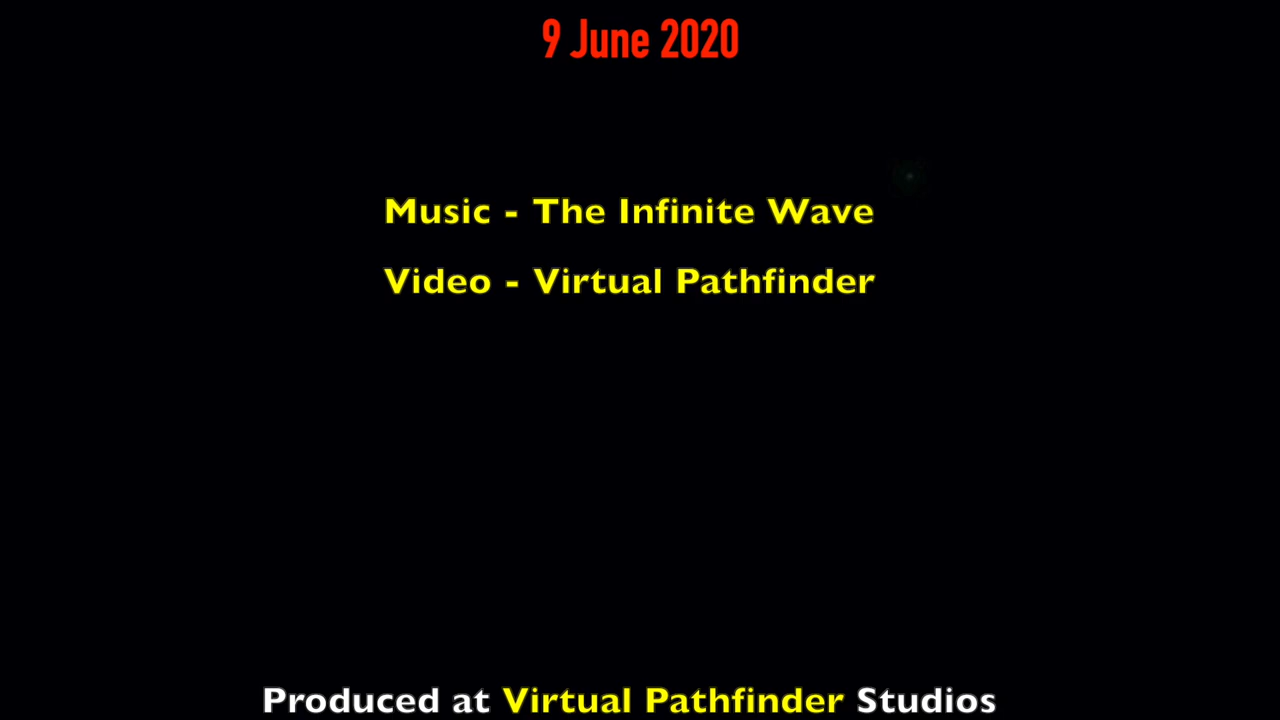 9 June 2020
Music - The Infinite Wave
Video - Virtual Pathfinder
Produced at Virtual Pathfinder Studios